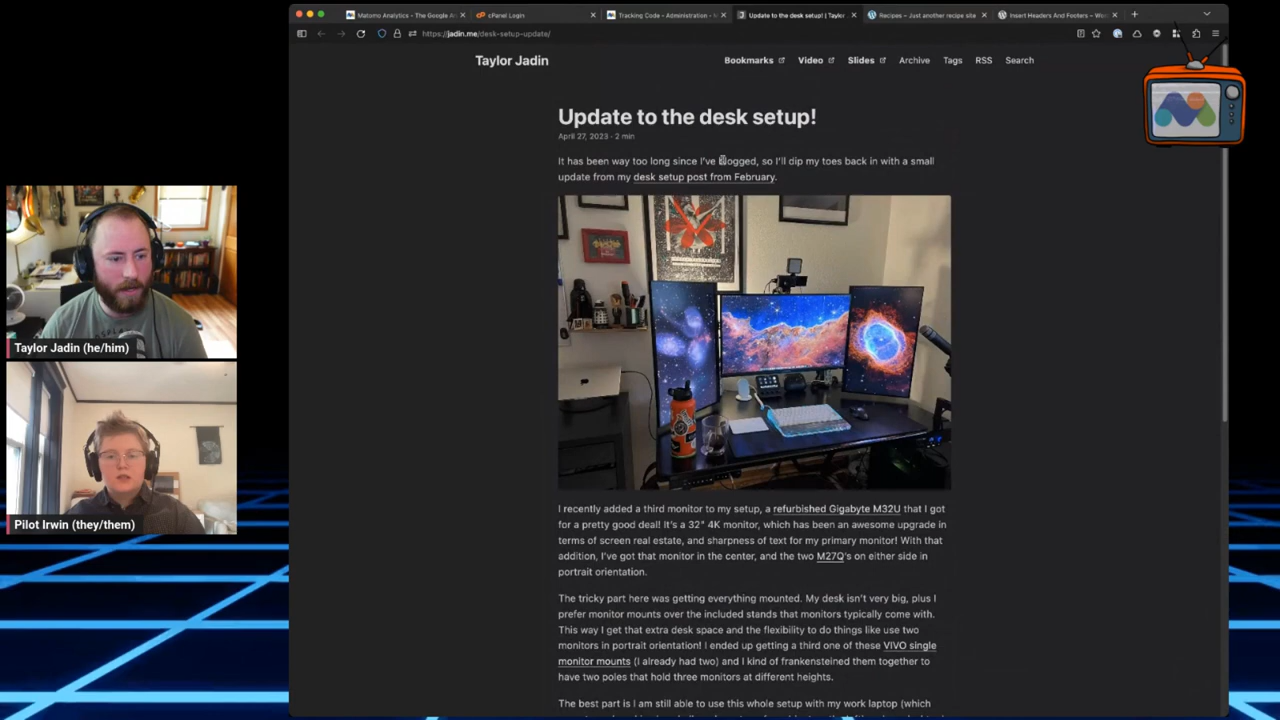 Matomo Analytics - The Google An
cPanel Login
Tracking Code - Administration - M
Update to the desk setup! | Taylor
Recipes – Just another recipe site
Insert Headers And Footers – Wor
https://jadin.me/desk-setup-update/
Taylor Jadin
Bookmarks
Video
Slides
Archive
Tags
RSS
Search
Update to the desk setup!
April 27, 2023 · 2 min
It has been way too long since I've blogged, so I'll dip my toes back in with a small
update from my desk setup post from February.
I recently added a third monitor to my setup, a refurbished Gigabyte M32U that I got
for a pretty good deal! It's a 32" 4K monitor, which has been an awesome upgrade in
terms of screen real estate, and sharpness of text for my primary monitor! With that
addition, I've got that monitor in the center, and the two M27Q's on either side in
portrait orientation.
The tricky part here was getting everything mounted. My desk isn't very big, plus I
prefer monitor mounts over the included stands that monitors typically come with.
This way I get that extra desk space and the flexibility to do things like use two
monitors in portrait orientation! I ended up getting a third one of these VIVO single
monitor mounts (I already had two) and I kind of frankensteined them together to
have two poles that hold three monitors at different heights.
The best part is I am still able to use this whole setup with my work laptop (which
Taylor Jadin (he/him)
Pilot Irwin (they/them)